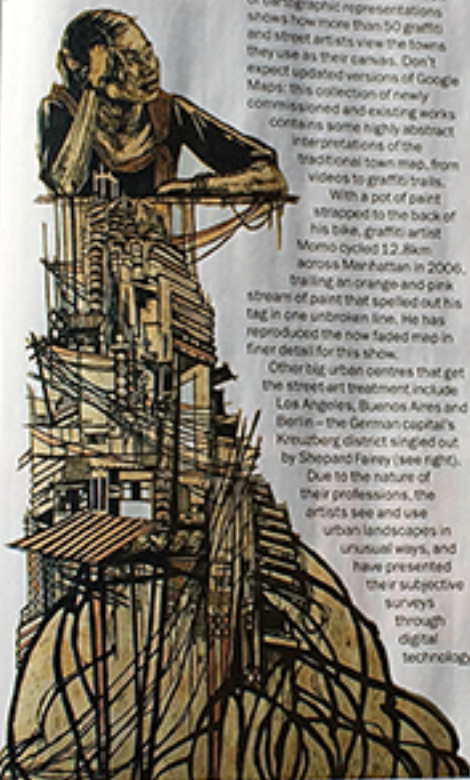 of cartographic representations
shows how more than 50 graffiti
and street artists view the towns
they use as their canvas. Don't
expect updated versions of Google
Maps: this collection of newly
commissioned and existing works
contains some highly abstract
interpretations of the
traditional town map, from
videos to graffiti trails.
With a pot of paint
strapped to the back of
his bike, graffiti artist
Momo cycled 12.8km
across Manhattan in 2006,
trailing an orange and pink
stream of paint that spelled out his
tag in one unbroken line. He has
reproduced the now faded map in
finer detail for this show.
Other big urban centres that get
the street-art treatment include
Los Angeles, Buenos Aires and
Berlin – the German capital's
Kreuzberg district singled out
by Shepard Fairey (see right).
Due to the nature of
their professions, the
artists see and use
urban landscapes in
unusual ways, and
have presented
their subjective
surveys
through
digital
technology